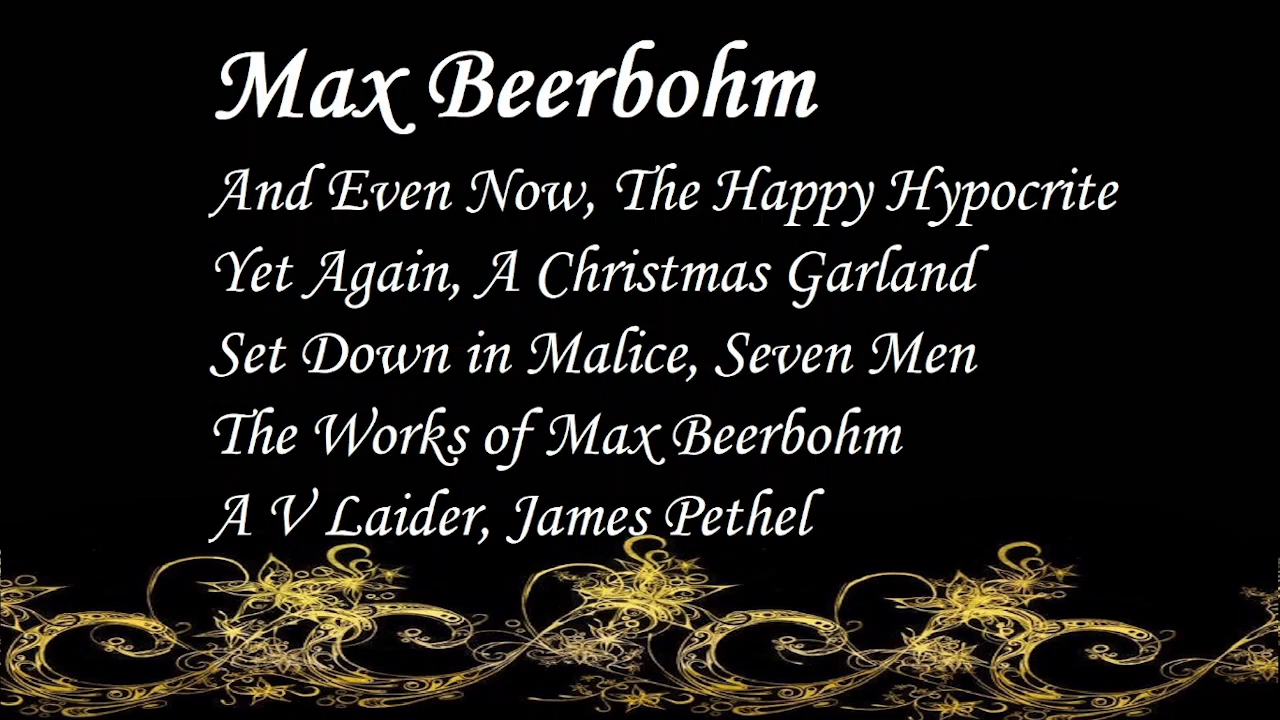 Max Beerbohm
And Even Now, The Happy Hypocrite
Yet Again, A Christmas Garland
Set Down in Malice, Seven Men
The Works of Max Beerbohm
A V Laider, James Pethel